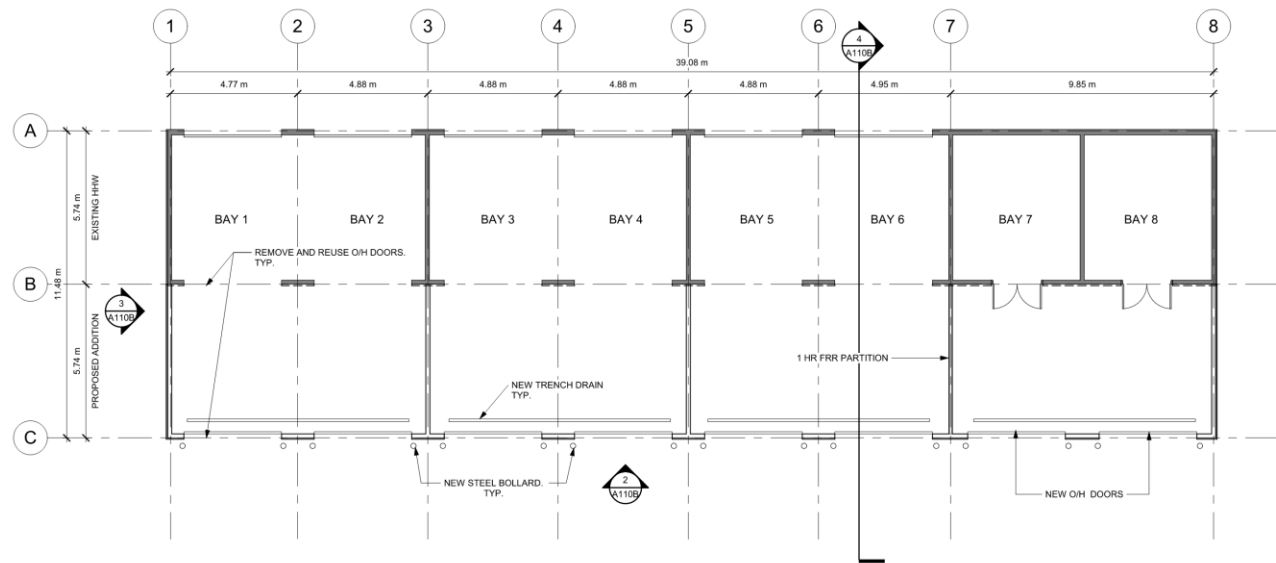 1
2
3
4
5
6
7
8
4
A110B
39.08 m
4.77 m
4.88 m
4.88 m
4.88 m
4.88 m
4.95 m
9.85 m
A
B
C
11.48 m
5.74 m
EXISTING HHW
5.74 m
PROPOSED ADDITION
BAY 1
BAY 2
BAY 3
BAY 4
BAY 5
BAY 6
BAY 7
BAY 8
REMOVE AND REUSE O/H DOORS.
TYP.
3
A110B
1 HR FRR PARTITION
NEW TRENCH DRAIN
TYP.
NEW STEEL BOLLARD.
TYP.
2
A110B
NEW O/H DOORS